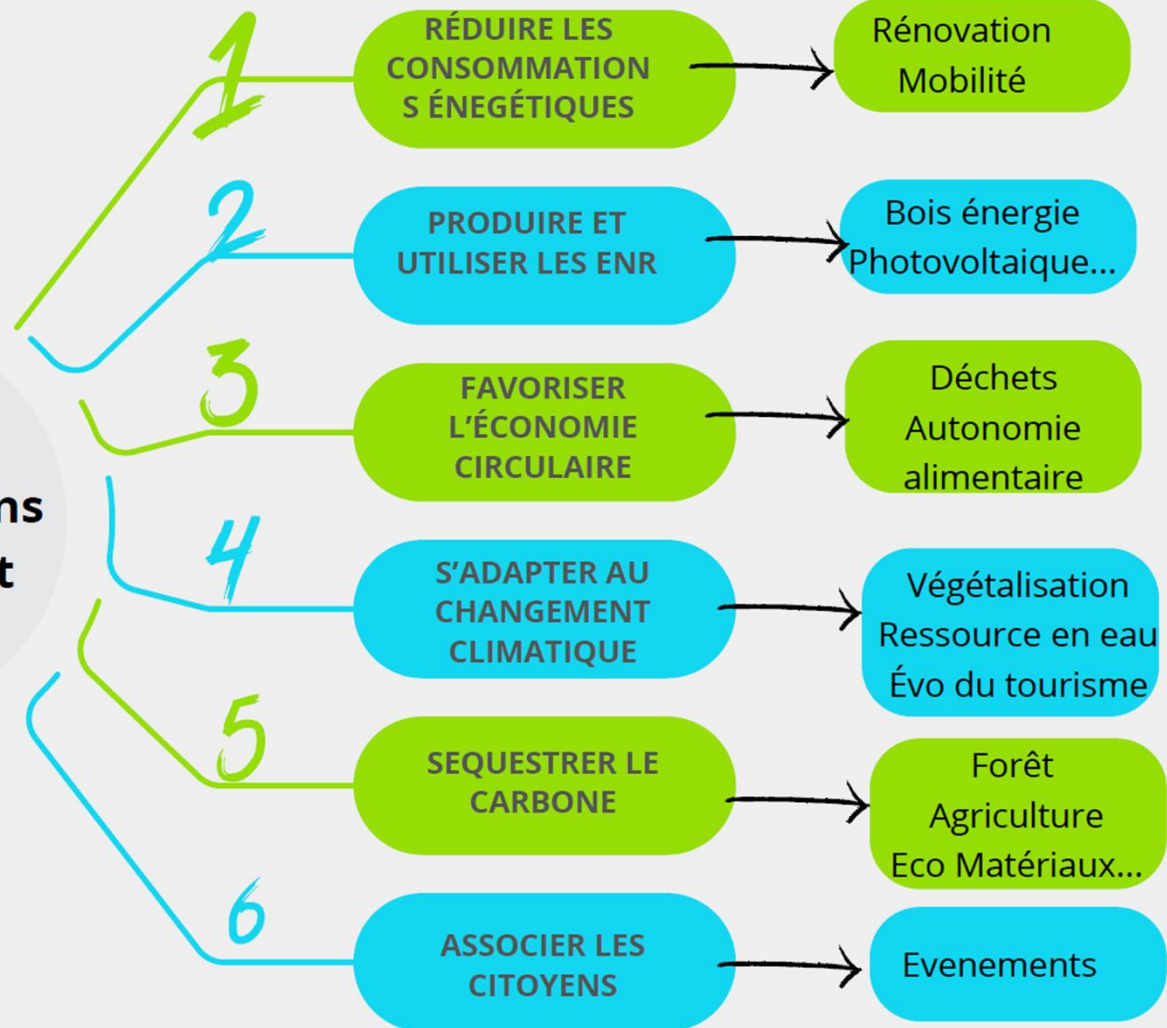 ns
t
1
RÉDUIRE LES
CONSOMMATION
S ÉNEGÉTIQUES
Rénovation
Mobilité
2
PRODUIRE ET
UTILISER LES ENR
Bois énergie
Photovoltaique...
3
FAVORISER
L’ÉCONOMIE
CIRCULAIRE
Déchets
Autonomie
alimentaire
4
S’ADAPTER AU
CHANGEMENT
CLIMATIQUE
Végétalisation
Ressource en eau
Évo du tourisme
5
SEQUESTRER LE
CARBONE
Forêt
Agriculture
Eco Matériaux...
6
ASSOCIER LES
CITOYENS
Evenements